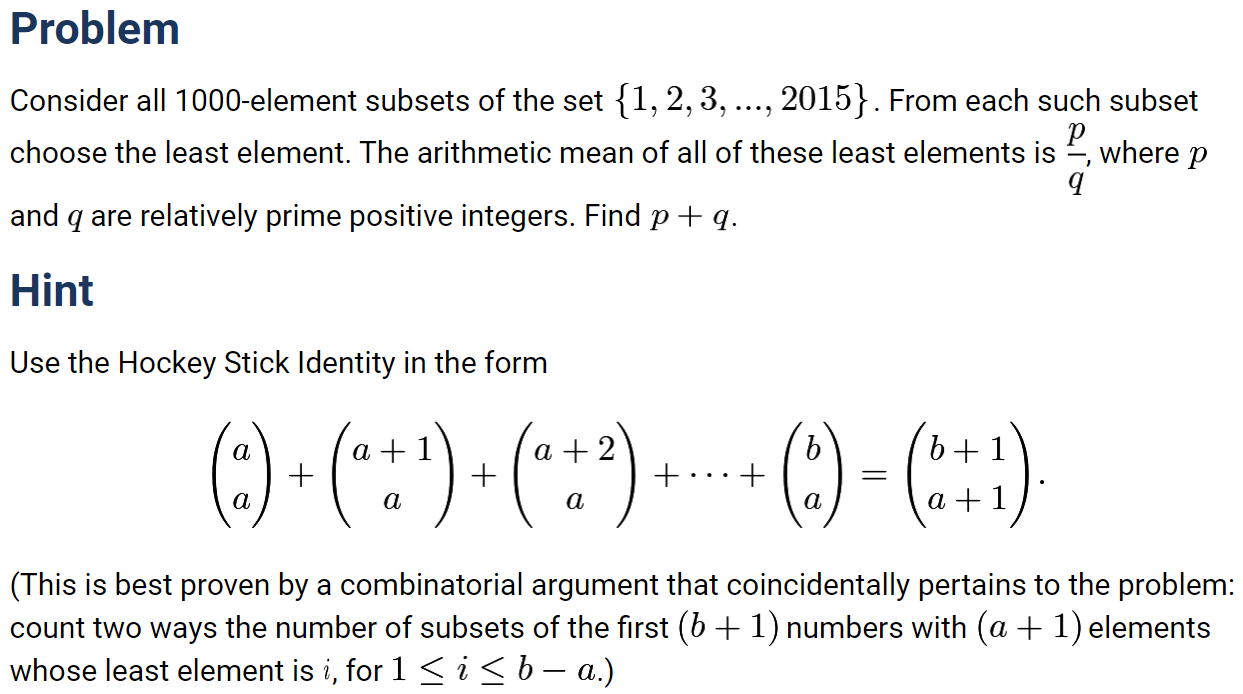 Problem
Consider all 1000-element subsets of the set $\{1, 2, 3, ..., 2015\}$. From each such subset
choose the least element. The arithmetic mean of all of these least elements is $\dfrac{p}{q}$, where $p$
and $q$ are relatively prime positive integers. Find $p + q$.
Hint
Use the Hockey Stick Identity in the form
$$\binom{a}{a} + \binom{a+1}{a} + \binom{a+2}{a} + \cdots + \binom{b}{a} = \binom{b+1}{a+1}.$$
(This is best proven by a combinatorial argument that coincidentally pertains to the problem:
count two ways the number of subsets of the first $(b + 1)$ numbers with $(a + 1)$ elements
whose least element is $i$, for $1 \leq i \leq b - a$.)